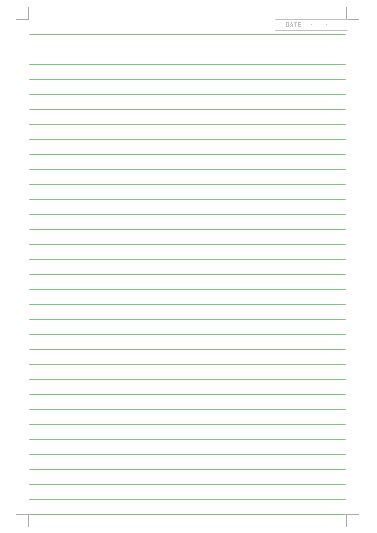 DATE . .